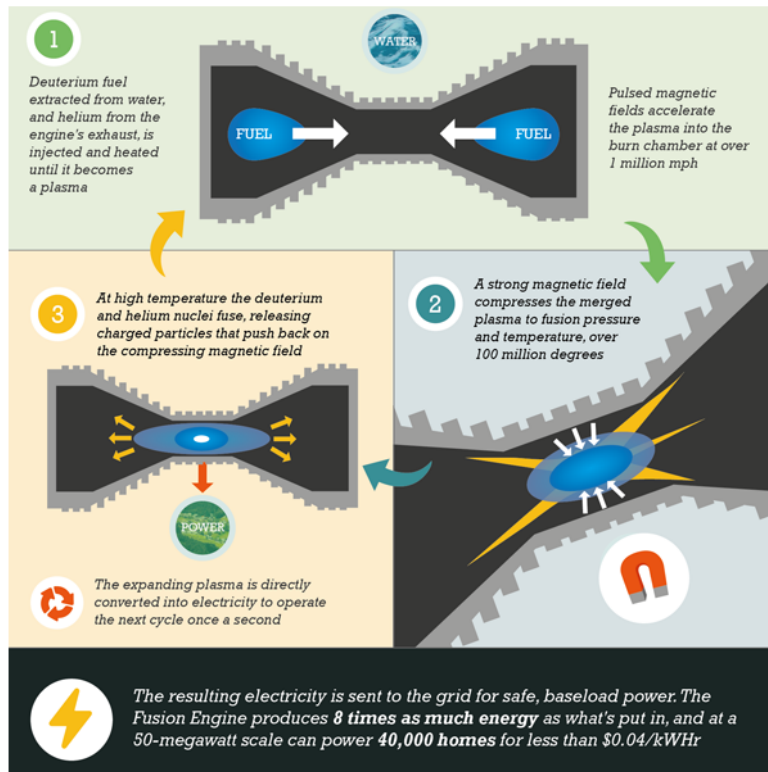 1
Deuterium fuel
extracted from water,
and helium from the
engine's exhaust, is
injected and heated
until it becomes
a plasma
WATER
FUEL
FUEL
Pulsed magnetic
fields accelerate
the plasma into the
burn chamber at over
1 million mph
2
A strong magnetic field
compresses the merged
plasma to fusion pressure
and temperature, over
100 million degrees
3
At high temperature the deuterium
and helium nuclei fuse, releasing
charged particles that push back on
the compressing magnetic field
POWER
The expanding plasma is directly
converted into electricity to operate
the next cycle once a second
The resulting electricity is sent to the grid for safe, baseload power. The
Fusion Engine produces 8 times as much energy as what's put in, and at a
50-megawatt scale can power 40,000 homes for less than $0.04/kWHr